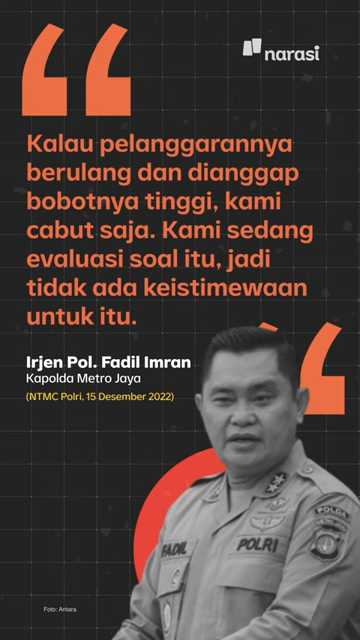 narasi
Kalau pelanggarannya
berulang dan dianggap
bobotnya tinggi, kami
cabut saja. Kami sedang
evaluasi soal itu, jadi
tidak ada keistimewaan
untuk itu.
Irjen Pol. Fadil Imran
Kapolda Metro Jaya
(NTMC Polri, 15 Desember 2022)
POLDA
FADIL
POLRI
Foto: Antara